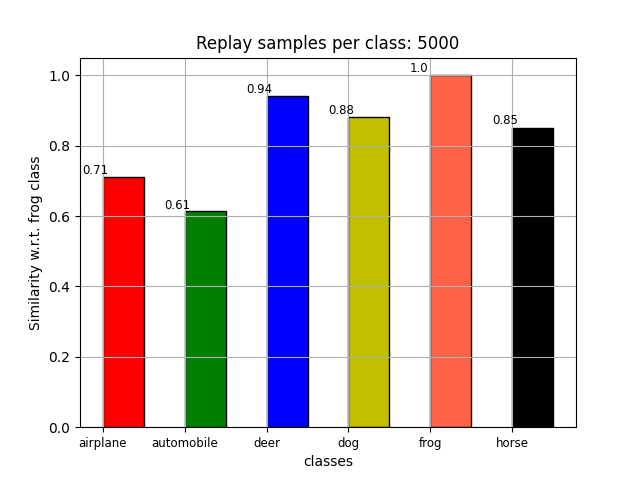 Replay samples per class: 5000
Similarity w.r.t. frog class
1.0
0.8
0.6
0.4
0.2
0.0
0.71
0.61
0.94
0.88
1.0
0.85
airplane
automobile
deer
dog
frog
horse
classes